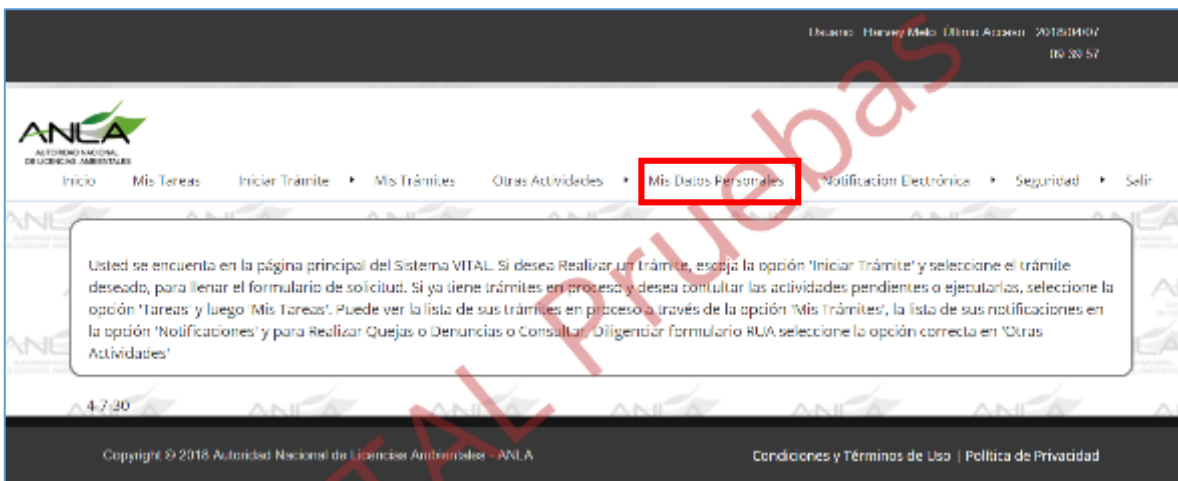 Usuario Harvey Melo Último Acceso 2018/04/07
09:39:57
ANLA
AUTORIDAD NACIONAL
DE LICENCIAS AMBIENTALES
Inicio Mis Tareas Iniciar Trámite Mis Trámites Otras Actividades Mis Datos Personales Notificacion Electrónica Seguridad Salir
Usted se encuenta en la página principal del Sistema VITAL. Si desea Realizar un trámite, escoja la opción 'Iniciar Trámite' y seleccione el trámite
deseado, para llenar el formulario de solicitud. Si ya tiene trámites en proceso y desea contultar las actividades pendientes o ejecutarlas, seleccione la
opción 'Tareas' y luego 'Mis Tareas'. Puede ver la lista de sus trámites en proceso a través de la opción 'Mis Trámites', la lista de sus notificaciones en
la opción 'Notificaciones' y para Realizar Quejas o Denuncias o Consultar, Diligenciar formulario RUA seleccione la opción correcta en 'Otras
Actividades'
4-7-30
Copyright © 2018 Autoridad Nacional de Licencias Ambientales - ANLA Condiciones y Términos de Uso | Política de Privacidad
ITAL Pruebas